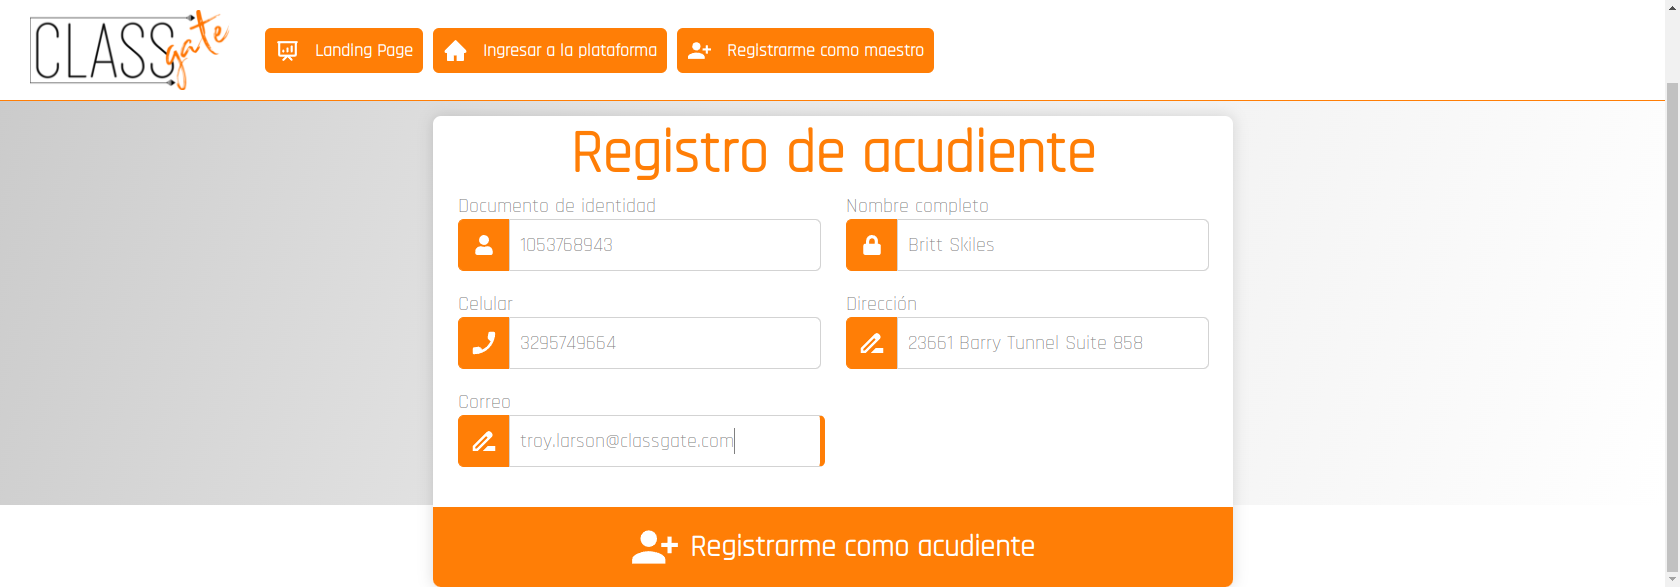 CLASSgate
Landing Page
Ingresar a la plataforma
Registrarme como maestro
Registro de acudiente
Documento de identidad
Nombre completo
1053768943
Britt Skiles
Celular
Dirección
3295749664
23661 Barry Tunnel Suite 858
Correo
troy.larson@classgate.com
Registrarme como acudiente